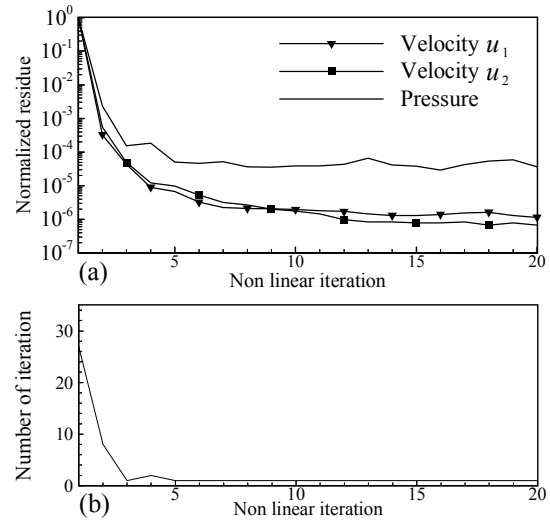 10^0
10^-1
10^-2
10^-3
10^-4
10^-5
10^-6
10^-7
Normalized residue
Velocity u_1
Velocity u_2
Pressure
5 10 15 20
(a)
Non linear iteration
30
20
10
0
Number of iteration
5 10 15 20
(b)
Non linear iteration